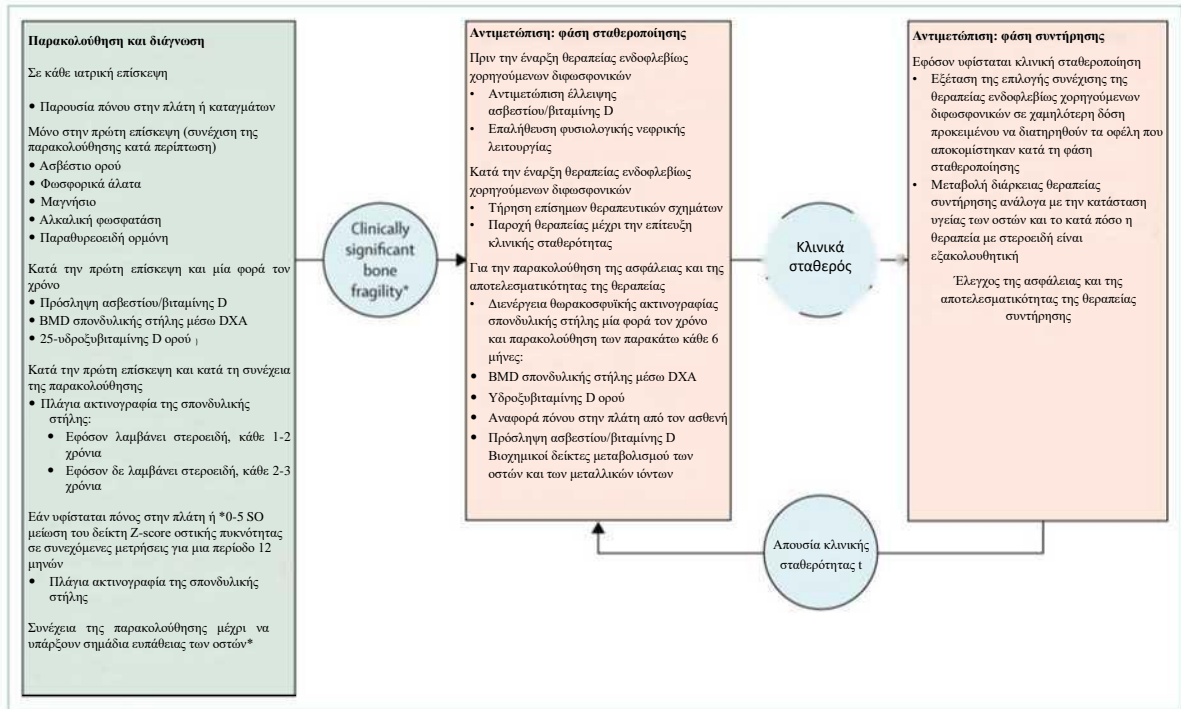 Παρακολούθηση και διάγνωση
Σε κάθε ιατρική επίσκεψη
• Παρουσία πόνου στην πλάτη ή καταγμάτων
Μόνο στην πρώτη επίσκεψη (συνέχιση της
παρακολούθησης κατά περίπτωση)
• Ασβέστιο ορού
• Φωσφορικά άλατα
• Μαγνήσιο
• Αλκαλική φωσφατάση
• Παραθυρεοειδή ορμόνη
Κατά την πρώτη επίσκεψη και μία φορά τον
χρόνο
• Πρόσληψη ασβεστίου/βιταμίνης D
• BMD σπονδυλικής στήλης μέσω DXA
• 25-υδροξυβιταμίνης D ορού
Κατά την πρώτη επίσκεψη και κατά τη συνέχεια
της παρακολούθησης
• Πλάγια ακτινογραφία της σπονδυλικής
στήλης:
• Εφόσον λαμβάνει στεροειδή, κάθε 1-2
χρόνια
• Εφόσον δε λαμβάνει στεροειδή, κάθε 2-3
χρόνια
Εάν υφίσταται πόνος στην πλάτη ή *0-5 SO
μείωση του δείκτη Z-score οστικής πυκνότητας
σε συνεχόμενες μετρήσεις για μια περίοδο 12
μηνών
• Πλάγια ακτινογραφία της σπονδυλικής
στήλης
Συνέχεια της παρακολούθησης μέχρι να
υπάρξουν σημάδια ευπάθειας των οστών*
Clinically
significant
bone
fragility*
Αντιμετώπιση: φάση σταθεροποίησης
Πριν την έναρξη θεραπείας ενδοφλεβίως
χορηγούμενων διφωσφονικών
• Αντιμετώπιση έλλειψης
ασβεστίου/βιταμίνης D
• Επαλήθευση φυσιολογικής νεφρικής
λειτουργίας
Κατά την έναρξη θεραπείας ενδοφλεβίως
χορηγούμενων διφωσφονικών
• Τήρηση επίσημων θεραπευτικών σχημάτων
• Παροχή θεραπείας μέχρι την επίτευξη
κλινικής σταθερότητας
Για την παρακολούθηση της ασφάλειας και της
αποτελεσματικότητας της θεραπείας
• Διενέργεια θωρακοσφυϊκής ακτινογραφίας
σπονδυλικής στήλης μία φορά τον χρόνο
και παρακολούθηση των παρακάτω κάθε 6
μήνες:
• BMD σπονδυλικής στήλης μέσω DXA
• Υδροξυβιταμίνης D ορού
• Αναφορά πόνου στην πλάτη από τον ασθενή
• Πρόσληψη ασβεστίου/βιταμίνης D
Βιοχημικοί δείκτες μεταβολισμού των
οστών και των μεταλλικών ιόντων
Κλινικά
σταθερός
Αντιμετώπιση: φάση συντήρησης
Εφόσον υφίσταται κλινική σταθεροποίηση
• Εξέταση της επιλογής συνέχισης της
θεραπείας ενδοφλεβίως χορηγούμενων
διφωσφονικών σε χαμηλότερη δόση
προκειμένου να διατηρηθούν τα οφέλη που
αποκομίστηκαν κατά τη φάση
σταθεροποίησης
• Μεταβολή διάρκειας θεραπείας
συντήρησης ανάλογα με την κατάσταση
υγείας των οστών και το κατά πόσο η
θεραπεία με στεροειδή είναι
εξακολουθητική
Έλεγχος της ασφάλειας και της
αποτελεσματικότητας της θεραπείας
συντήρησης
Απουσία κλινικής
σταθερότητας t